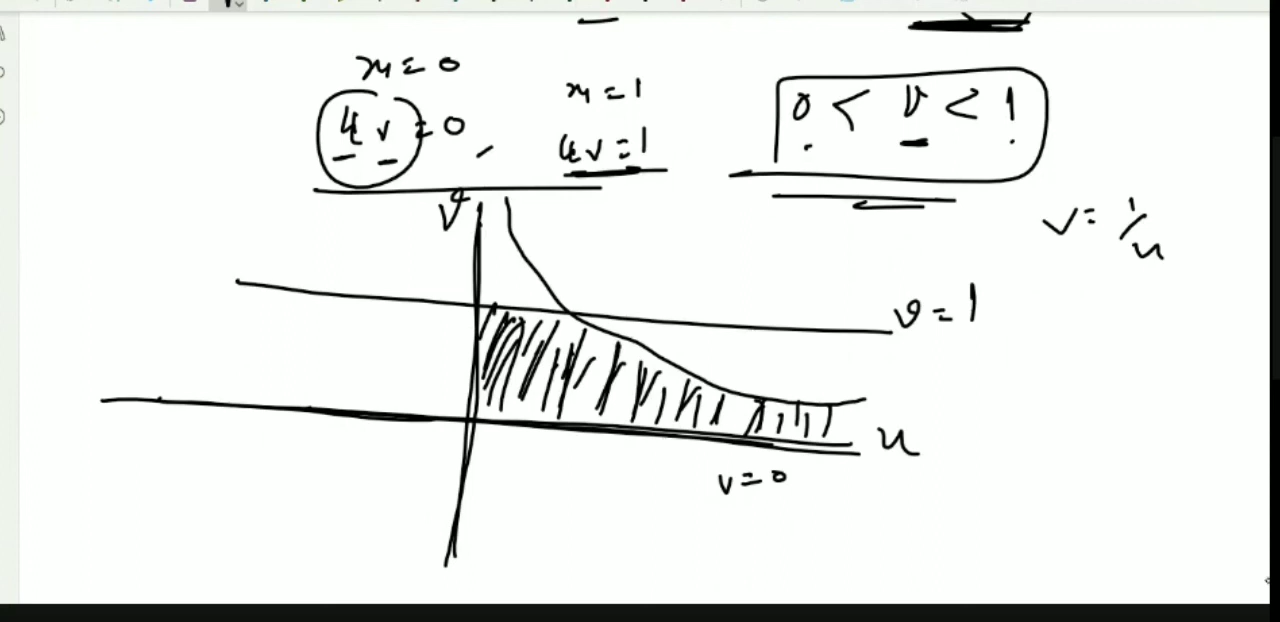 x = 0
uv = 0,
x = 1
uv = 1
0 < v < 1
v
v = 1/u
v = 1
u
v = 0